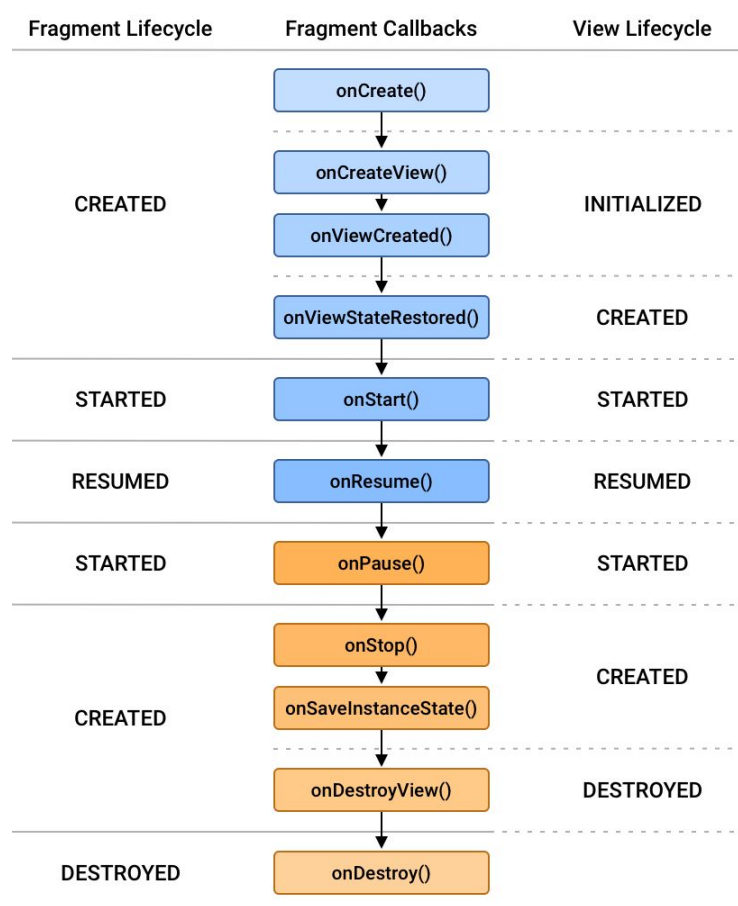 Fragment Lifecycle Fragment Callbacks View Lifecycle
onCreate()
onCreateView()
CREATED INITIALIZED
onViewCreated()
onViewStateRestored() CREATED
STARTED onStart() STARTED
RESUMED onResume() RESUMED
STARTED onPause() STARTED
onStop()
CREATED
onSaveInstanceState()
CREATED
onDestroyView() DESTROYED
DESTROYED onDestroy()